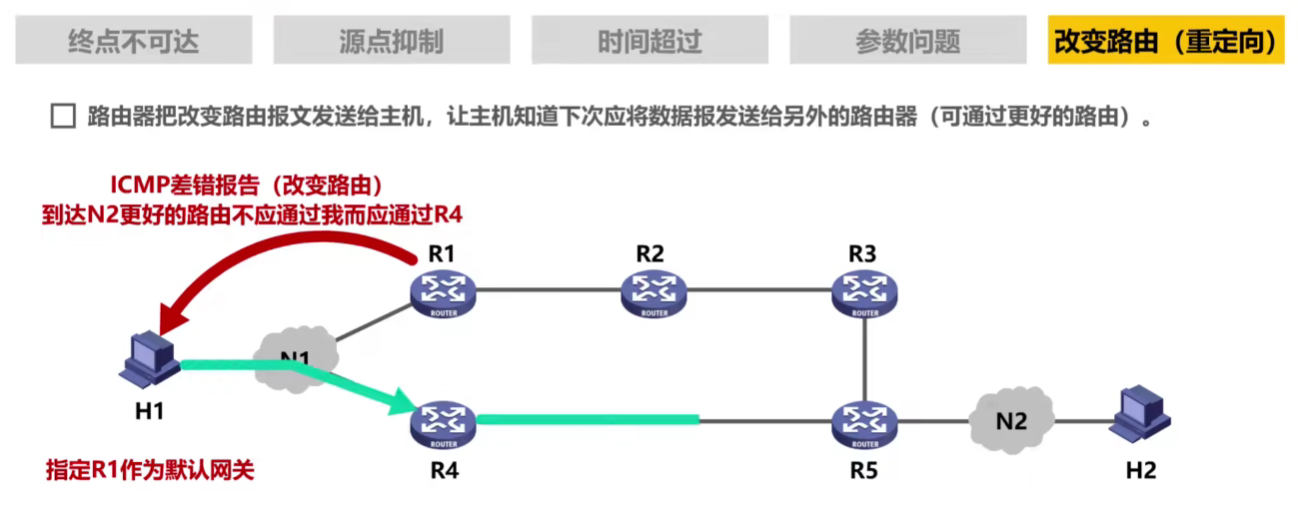 终点不可达
源点抑制
时间超过
参数问题
改变路由（重定向）
路由器把改变路由报文发送给主机，让主机知道下次应将数据报发送给另外的路由器（可通过更好的路由）。
ICMP差错报告（改变路由）
到达N2更好的路由不应通过我而应通过R4
R1
R2
R3
ROUTER
ROUTER
ROUTER
N1
H1
ROUTER
ROUTER
N2
R4
R5
H2
指定R1作为默认网关